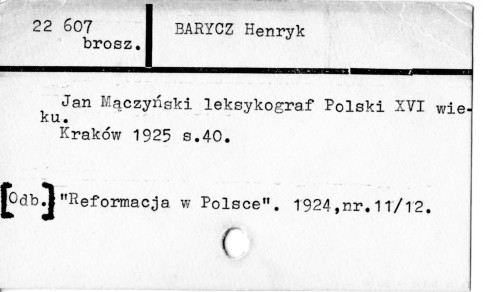 22 607
brosz.
BARYCZ Henryk
Jan Mączyński leksykograf Polski XVI wie-
ku.
Kraków 1925 s.40.
[Odb.] "Reformacja w Polsce". 1924,nr.11/12.